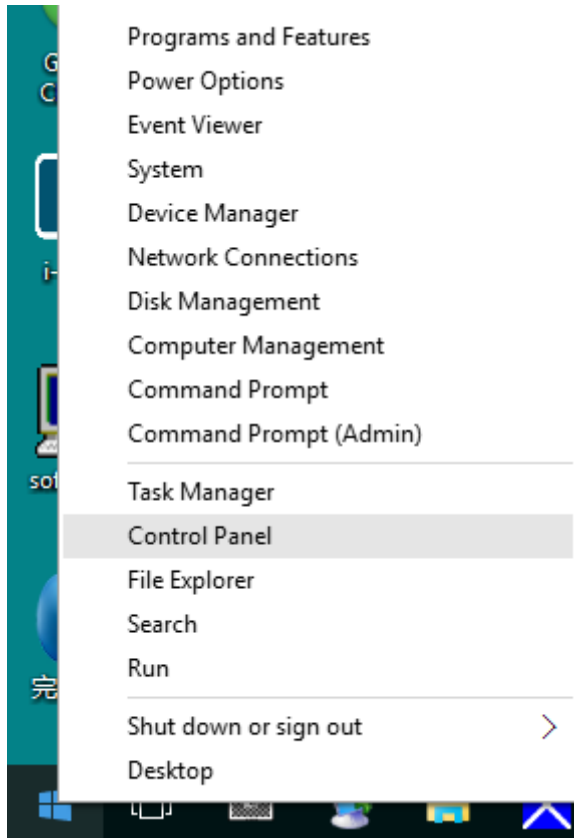 G
C
Programs and Features
Power Options
Event Viewer
System
Device Manager
i-
Network Connections
Disk Management
Computer Management
Command Prompt
Command Prompt (Admin)
Task Manager
Control Panel
File Explorer
Search
Run
完
Shut down or sign out
Desktop